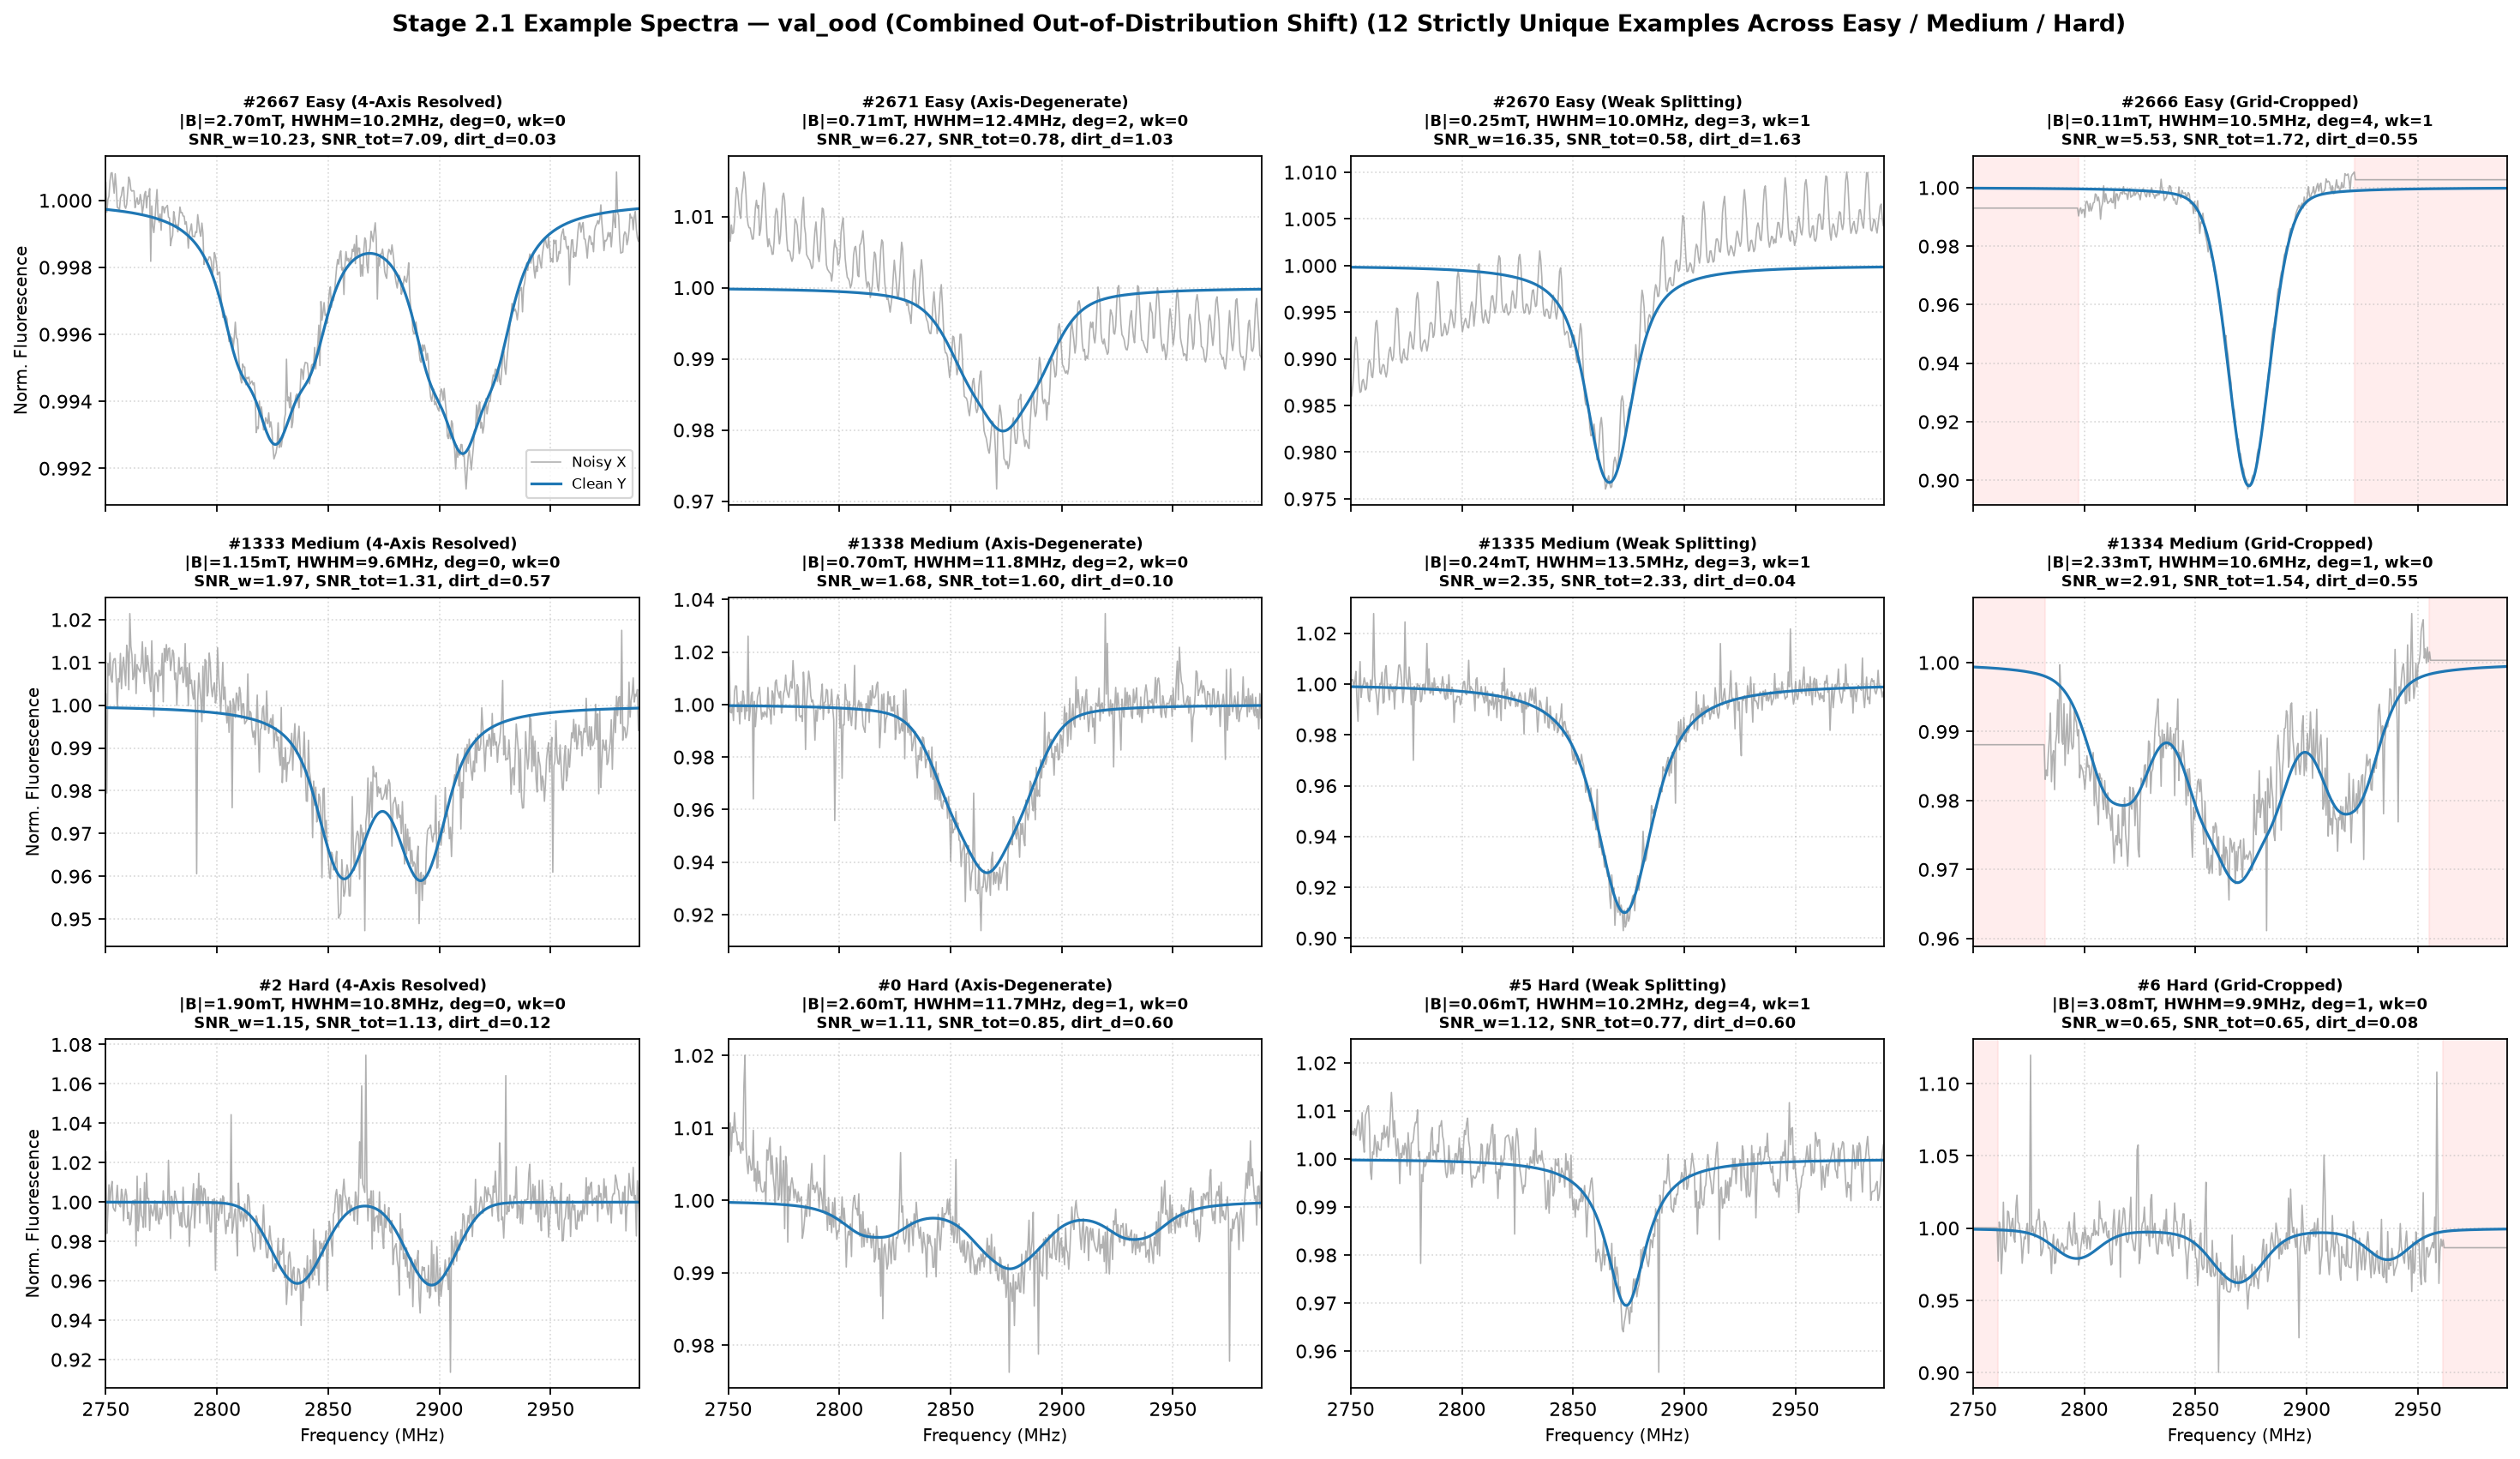 Stage 2.1 Example Spectra — val_ood (Combined Out-of-Distribution Shift) (12 Strictly Unique Examples Across Easy / Medium / Hard)
#2667 Easy (4-Axis Resolved)
|B|=2.70mT, HWHM=10.2MHz, deg=0, wk=0
SNR_w=10.23, SNR_tot=7.09, dirt_d=0.03
1.000
0.998
0.996
0.994
0.992
Norm. Fluorescence
Noisy X
Clean Y
#2671 Easy (Axis-Degenerate)
|B|=0.71mT, HWHM=12.4MHz, deg=2, wk=0
SNR_w=6.27, SNR_tot=0.78, dirt_d=1.03
1.01
1.00
0.99
0.98
0.97
#2670 Easy (Weak Splitting)
|B|=0.25mT, HWHM=10.0MHz, deg=3, wk=1
SNR_w=16.35, SNR_tot=0.58, dirt_d=1.63
1.010
1.005
1.000
0.995
0.990
0.985
0.980
0.975
#2666 Easy (Grid-Cropped)
|B|=0.11mT, HWHM=10.5MHz, deg=4, wk=1
SNR_w=5.53, SNR_tot=1.72, dirt_d=0.55
1.00
0.98
0.96
0.94
0.92
0.90
#1333 Medium (4-Axis Resolved)
|B|=1.15mT, HWHM=9.6MHz, deg=0, wk=0
SNR_w=1.97, SNR_tot=1.31, dirt_d=0.57
1.02
1.01
1.00
0.99
0.98
0.97
0.96
0.95
Norm. Fluorescence
#1338 Medium (Axis-Degenerate)
|B|=0.70mT, HWHM=11.8MHz, deg=2, wk=0
SNR_w=1.68, SNR_tot=1.60, dirt_d=0.10
1.04
1.02
1.00
0.98
0.96
0.94
0.92
#1335 Medium (Weak Splitting)
|B|=0.24mT, HWHM=13.5MHz, deg=3, wk=1
SNR_w=2.35, SNR_tot=2.33, dirt_d=0.04
1.02
1.00
0.98
0.96
0.94
0.92
0.90
#1334 Medium (Grid-Cropped)
|B|=2.33mT, HWHM=10.6MHz, deg=1, wk=0
SNR_w=2.91, SNR_tot=1.54, dirt_d=0.55
1.00
0.99
0.98
0.97
0.96
#2 Hard (4-Axis Resolved)
|B|=1.90mT, HWHM=10.8MHz, deg=0, wk=0
SNR_w=1.15, SNR_tot=1.13, dirt_d=0.12
1.08
1.06
1.04
1.02
1.00
0.98
0.96
0.94
0.92
Norm. Fluorescence
2750 2800 2850 2900 2950
Frequency (MHz)
#0 Hard (Axis-Degenerate)
|B|=2.60mT, HWHM=11.7MHz, deg=1, wk=0
SNR_w=1.11, SNR_tot=0.85, dirt_d=0.60
1.02
1.01
1.00
0.99
0.98
2750 2800 2850 2900 2950
Frequency (MHz)
#5 Hard (Weak Splitting)
|B|=0.06mT, HWHM=10.2MHz, deg=4, wk=1
SNR_w=1.12, SNR_tot=0.77, dirt_d=0.60
1.02
1.01
1.00
0.99
0.98
0.97
0.96
2750 2800 2850 2900 2950
Frequency (MHz)
#6 Hard (Grid-Cropped)
|B|=3.08mT, HWHM=9.9MHz, deg=1, wk=0
SNR_w=0.65, SNR_tot=0.65, dirt_d=0.08
1.10
1.05
1.00
0.95
0.90
2750 2800 2850 2900 2950
Frequency (MHz)